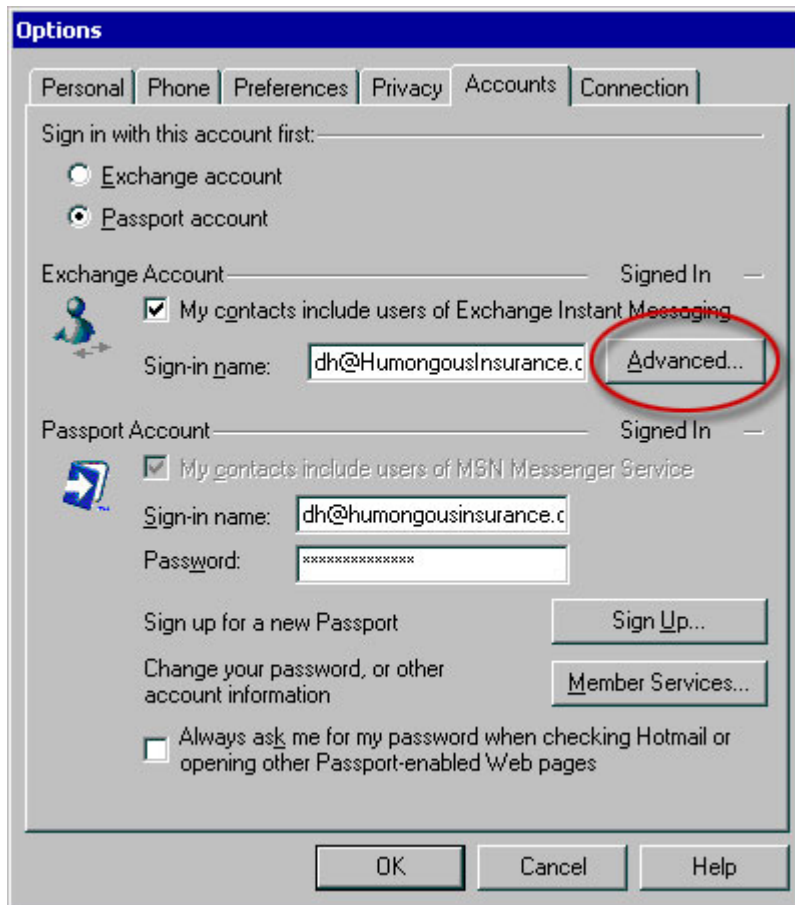 Options
Personal Phone Preferences Privacy Accounts Connection
Sign in with this account first:
Exchange account
Passport account
Exchange Account Signed In
My contacts include users of Exchange Instant Messaging
Sign-in name: dh@HumongousInsurance.c Advanced...
Passport Account Signed In
My contacts include users of MSN Messenger Service
Sign-in name: dh@humongousinsurance.c
Password: **************
Sign up for a new Passport Sign Up...
Change your password, or other
account information Member Services...
Always ask me for my password when checking Hotmail or
opening other Passport-enabled Web pages
OK Cancel Help